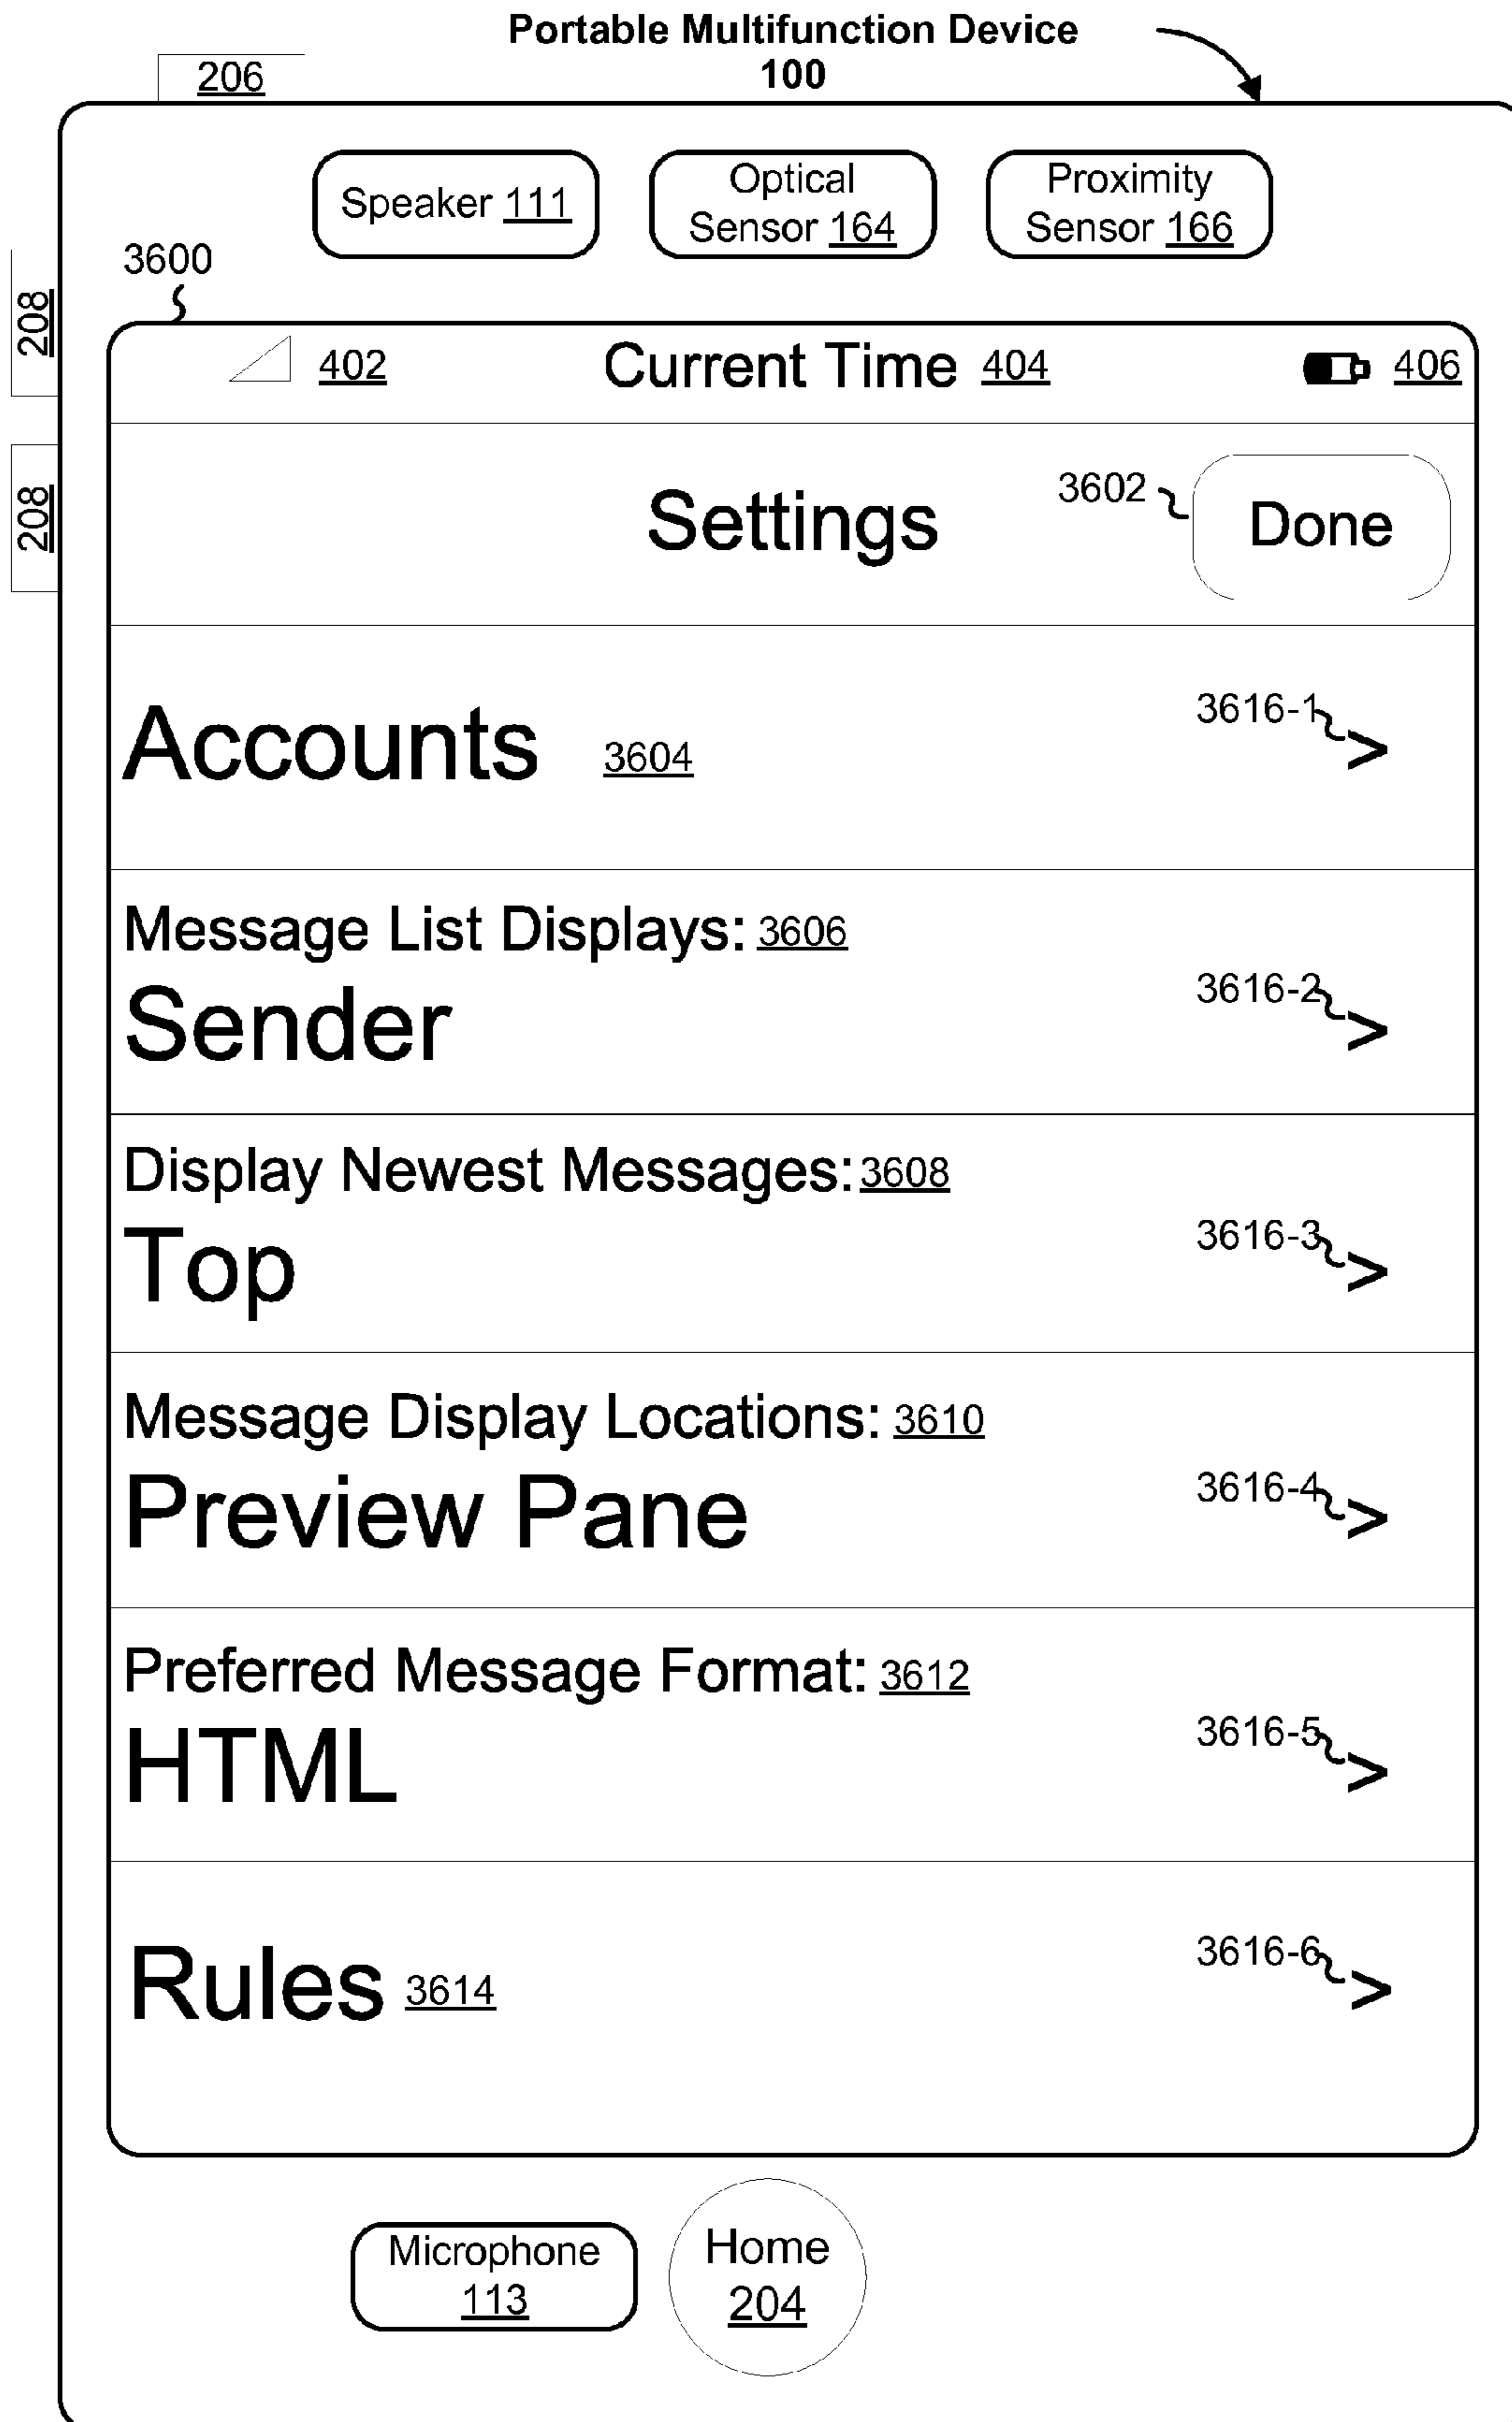 Portable Multifunction Device
100
206
Speaker 111
Optical
Sensor 164
Proximity
Sensor 166
3600
208
402
Current Time 404
406
208
Settings
3602
Done
Accounts 3604
3616-1
>
Message List Displays: 3606
Sender
3616-2
>
Display Newest Messages: 3608
Top
3616-3
>
Message Display Locations: 3610
Preview Pane
3616-4
>
Preferred Message Format: 3612
HTML
3616-5
>
Rules 3614
3616-6
>
Microphone
113
Home
204